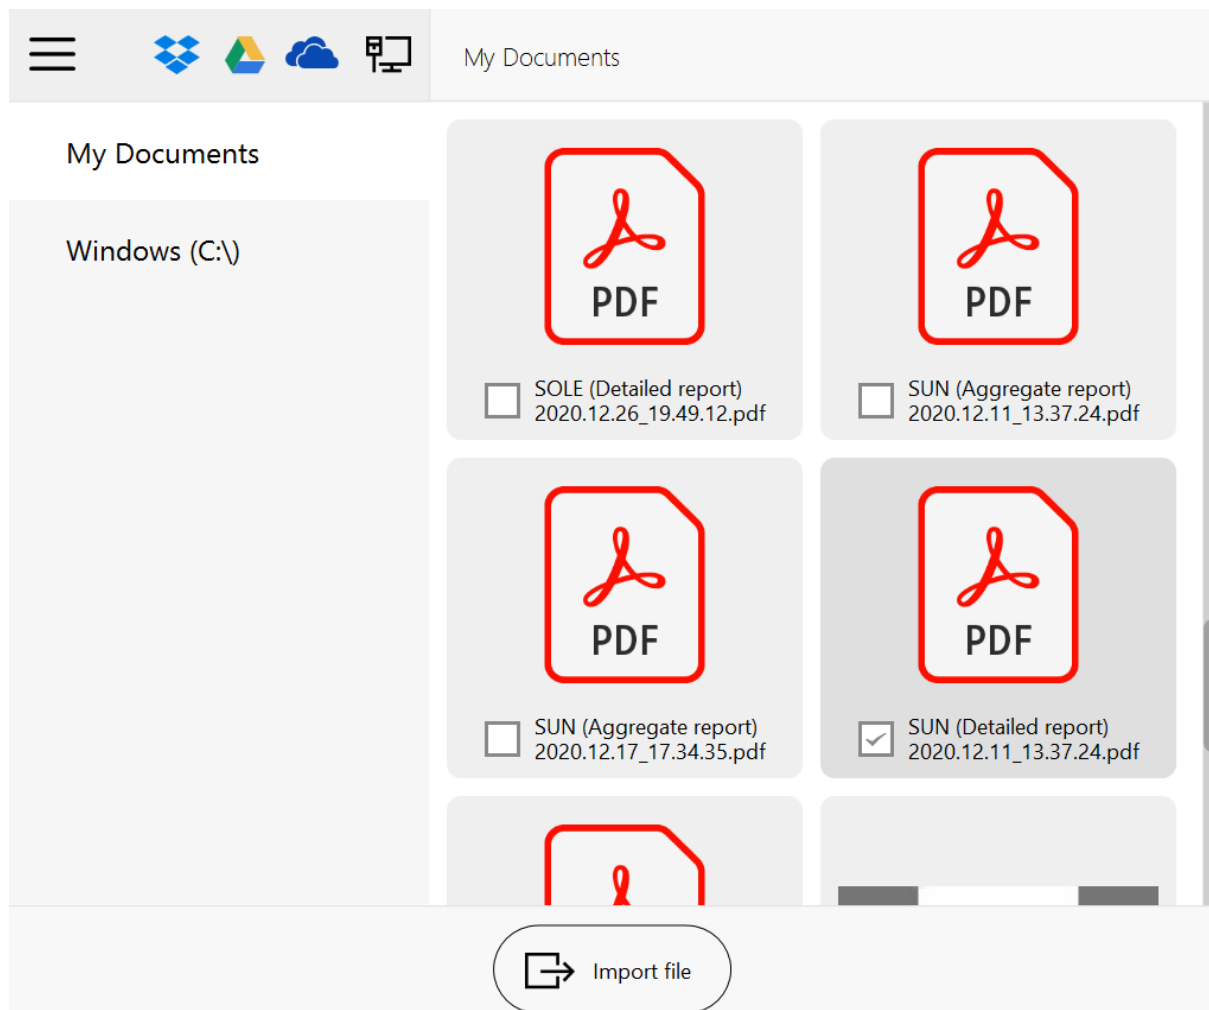 My Documents
My Documents
Windows (C:\)
PDF
SOLE (Detailed report)
2020.12.26_19.49.12.pdf
PDF
SUN (Aggregate report)
2020.12.11_13.37.24.pdf
PDF
SUN (Aggregate report)
2020.12.17_17.34.35.pdf
PDF
SUN (Detailed report)
2020.12.11_13.37.24.pdf
Import file